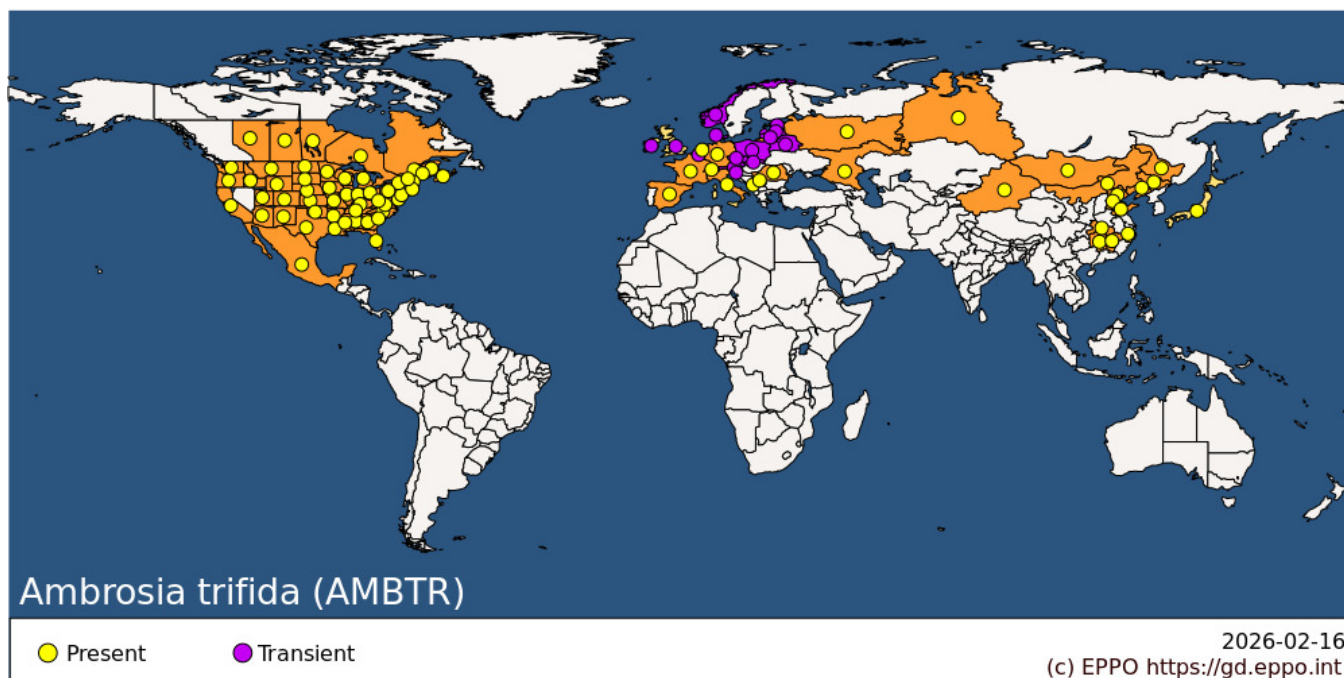 Ambrosia trifida (AMBTR)
Present
Transient
2026-02-16
(c) EPPO https://gd.eppo.int